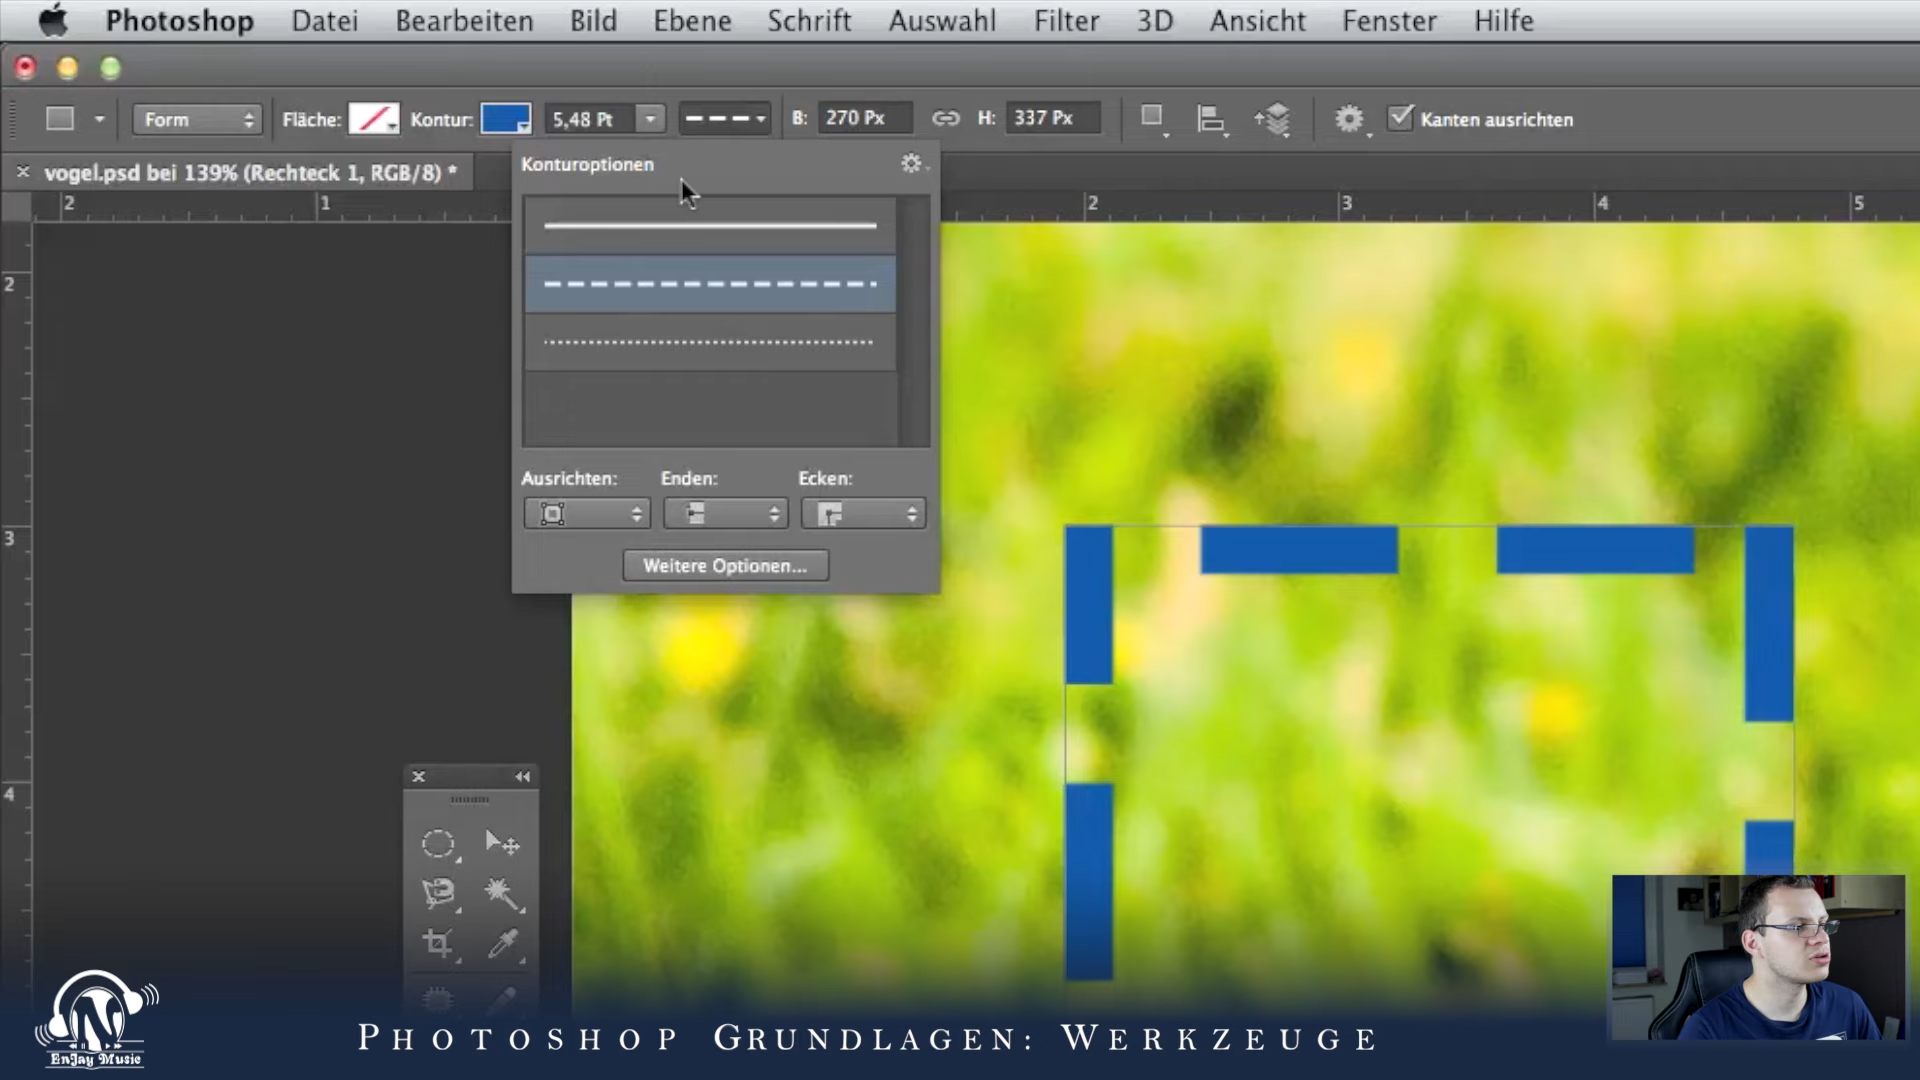 Photoshop Datei Bearbeiten Bild Ebene Schrift Auswahl Filter 3D Ansicht Fenster Hilfe
Form Fläche: Kontur: 5,48 Pt B: 270 Px H: 337 Px Kanten ausrichten
vogel.psd bei 139% (Rechteck 1, RGB/8) *
Konturoptionen
2 1 2 3 4 5
2
3
4
Ausrichten: Enden: Ecken:
Weitere Optionen...
N
EnJay Music
Photoshop Grundlagen: Werkzeuge